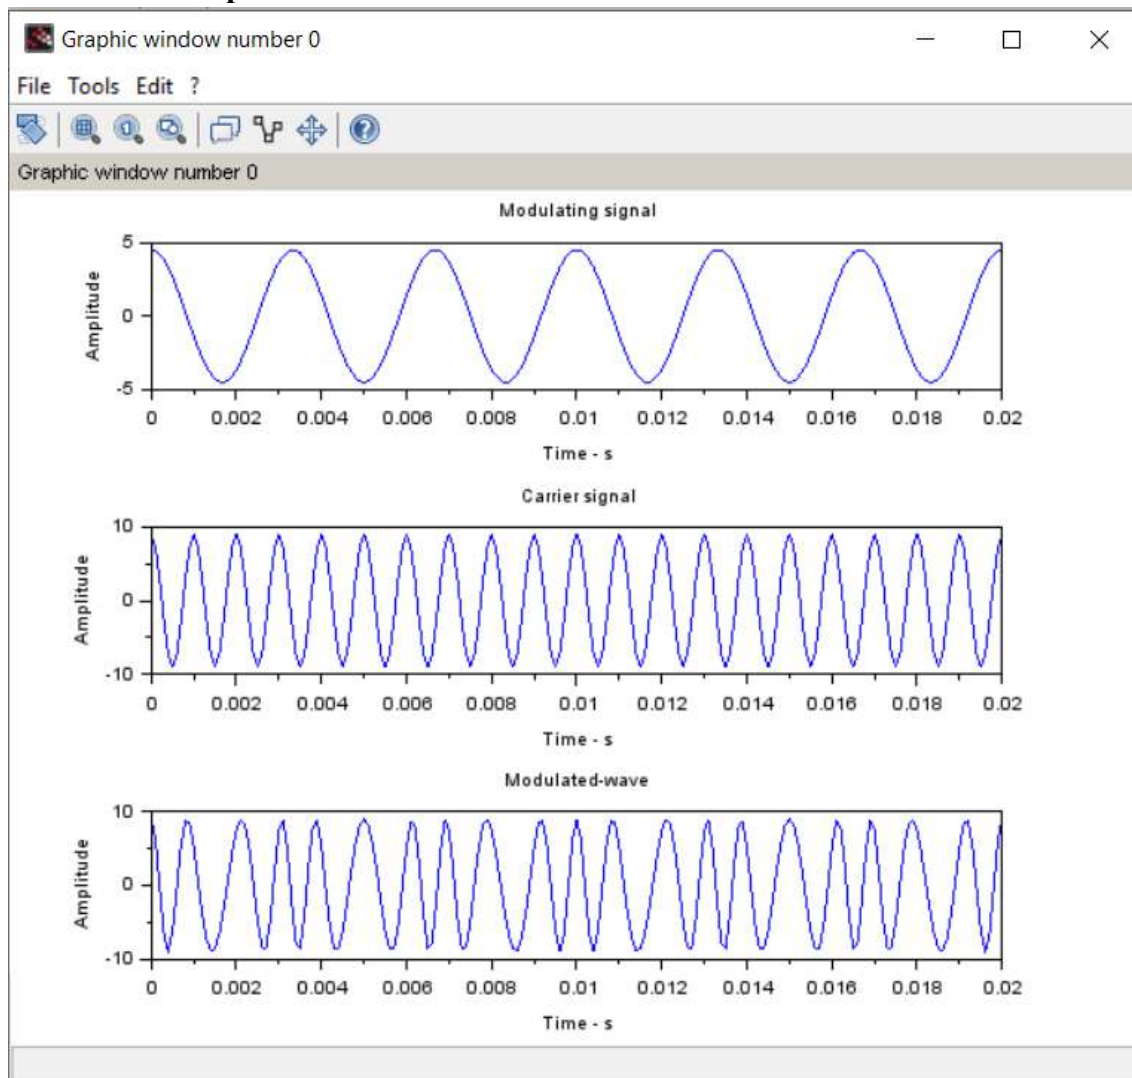 Graphic window number 0
File Tools Edit ?
Graphic window number 0
Modulating signal
5
0
-5
Amplitude
0 0.002 0.004 0.006 0.008 0.01 0.012 0.014 0.016 0.018 0.02
Time - s
Carrier signal
10
0
-10
Amplitude
0 0.002 0.004 0.006 0.008 0.01 0.012 0.014 0.016 0.018 0.02
Time - s
Modulated-wave
10
0
-10
Amplitude
0 0.002 0.004 0.006 0.008 0.01 0.012 0.014 0.016 0.018 0.02
Time - s